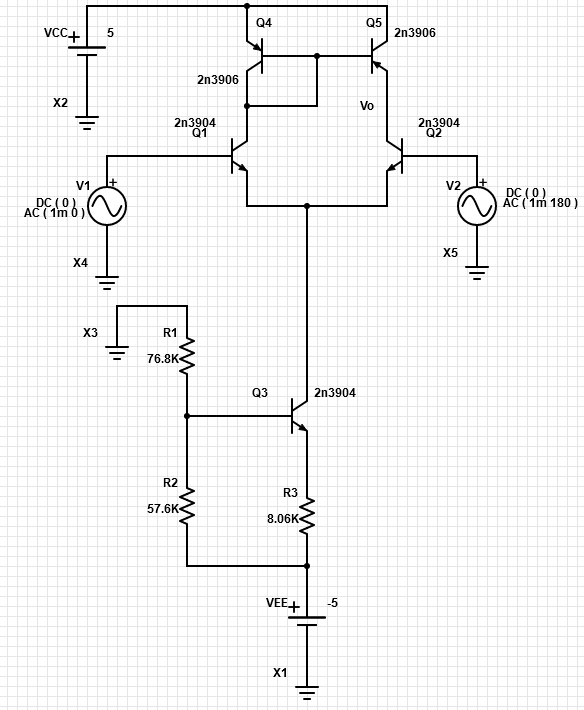 Q4
Q5
VCC
+
5
2n3906
2n3906
X2
Vo
2n3904
Q1
2n3904
Q2
V1
+
V2
+
DC ( 0 )
AC ( 1m 0 )
DC ( 0 )
AC ( 1m 180 )
X4
X5
X3
R1
76.8K
Q3
2n3904
R2
57.6K
R3
8.06K
VEE
+
-5
X1